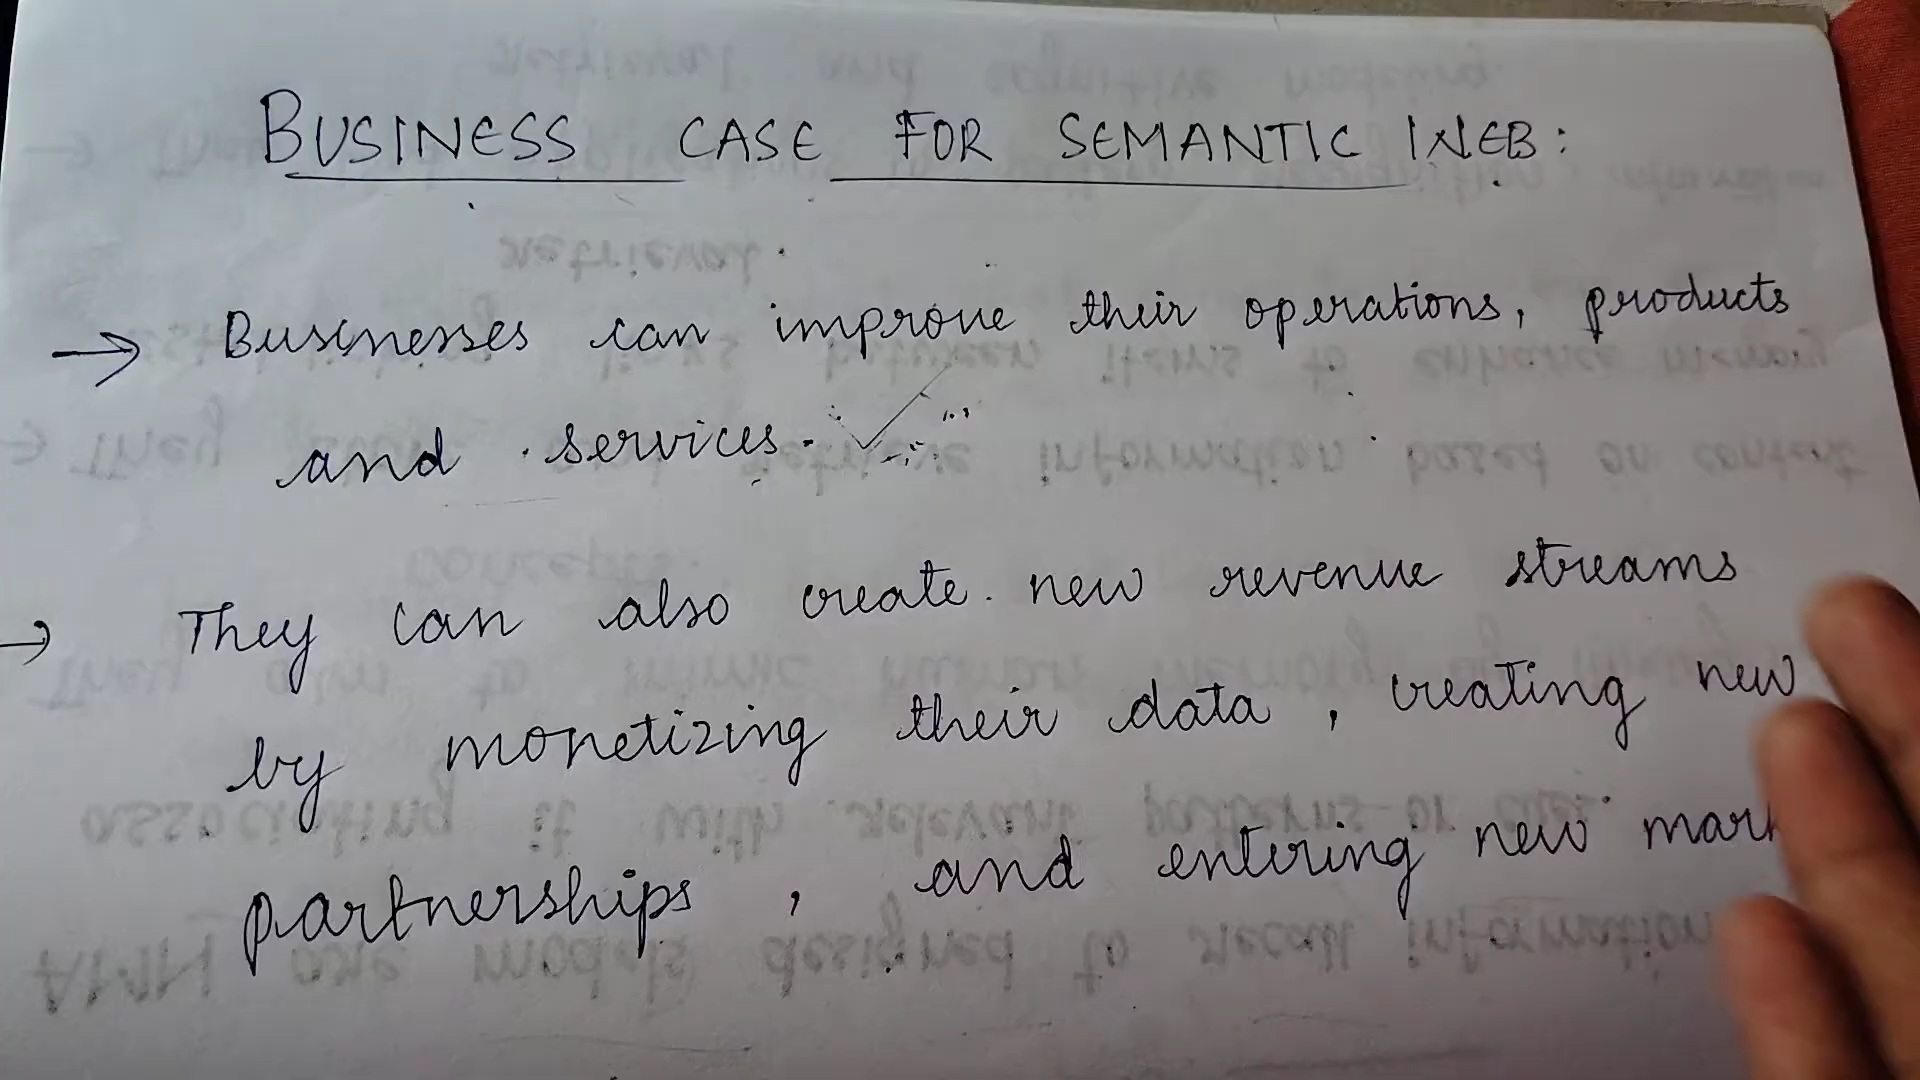 BUSINESS CASE FOR SEMANTIC WEB:
→ Businesses can improve their operations, products
and services.
→ They can also create new revenue streams
by monetizing their data, creating new
partnerships, and entering new mark